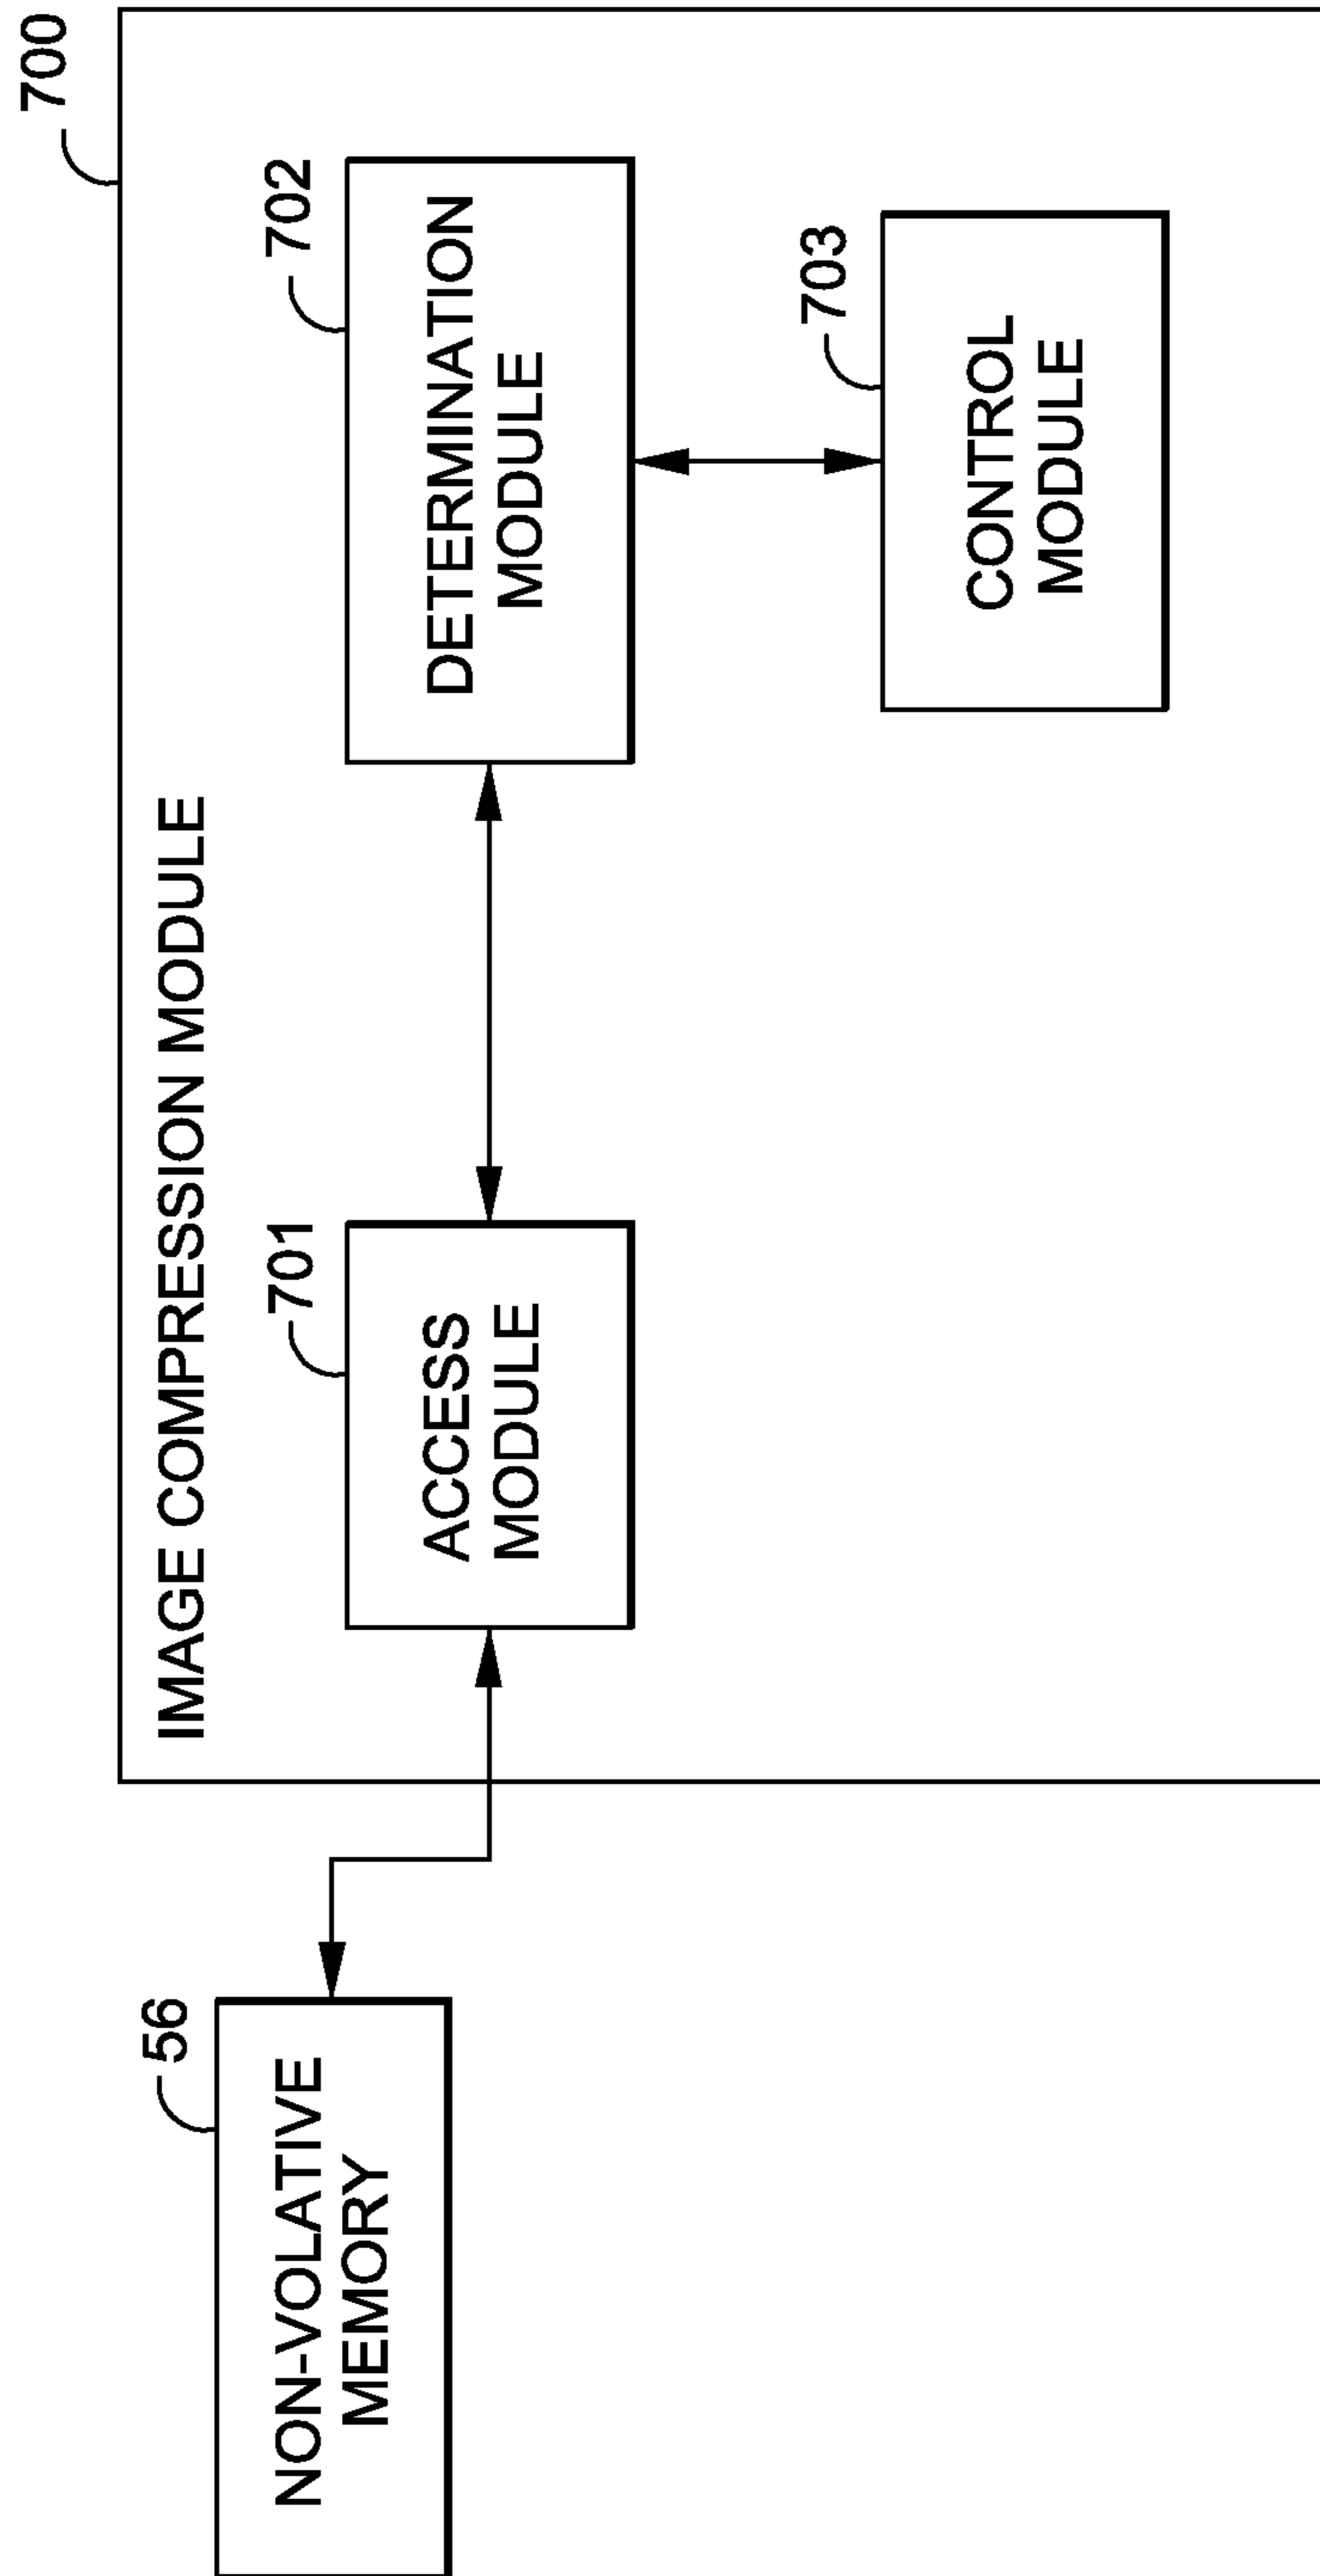 700
IMAGE COMPRESSION MODULE
56
NON-VOLATIVE
MEMORY
701
ACCESS
MODULE
702
DETERMINATION
MODULE
703
CONTROL
MODULE